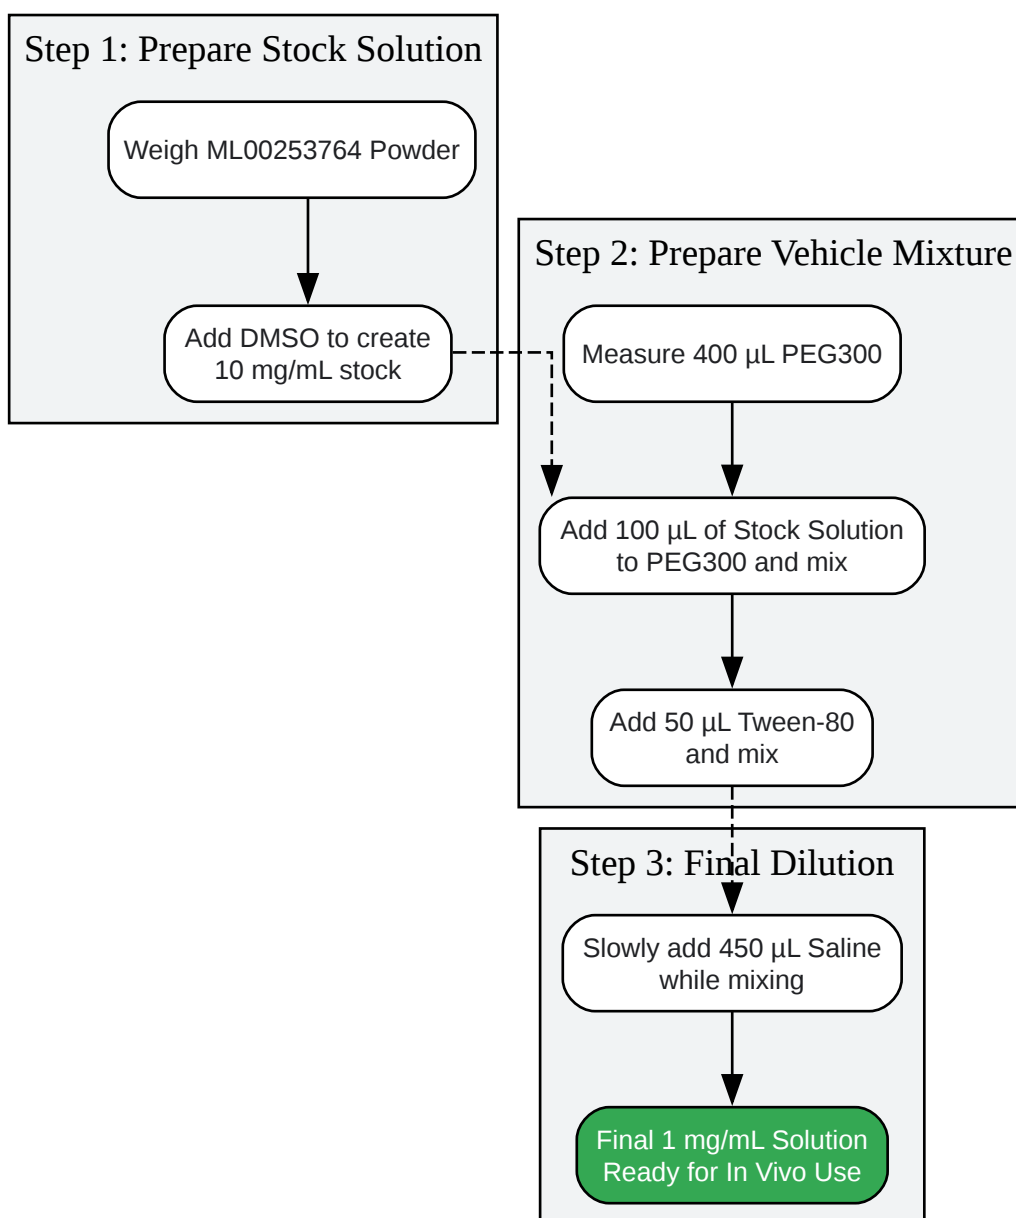 Step 1: Prepare Stock Solution
Weigh ML00253764 Powder
Add DMSO to create
10 mg/mL stock
Step 2: Prepare Vehicle Mixture
Measure 400 µL PEG300
Add 100 µL of Stock Solution
to PEG300 and mix
Add 50 µL Tween-80
and mix
Step 3: Final Dilution
Slowly add 450 µL Saline
while mixing
Final 1 mg/mL Solution
Ready for In Vivo Use